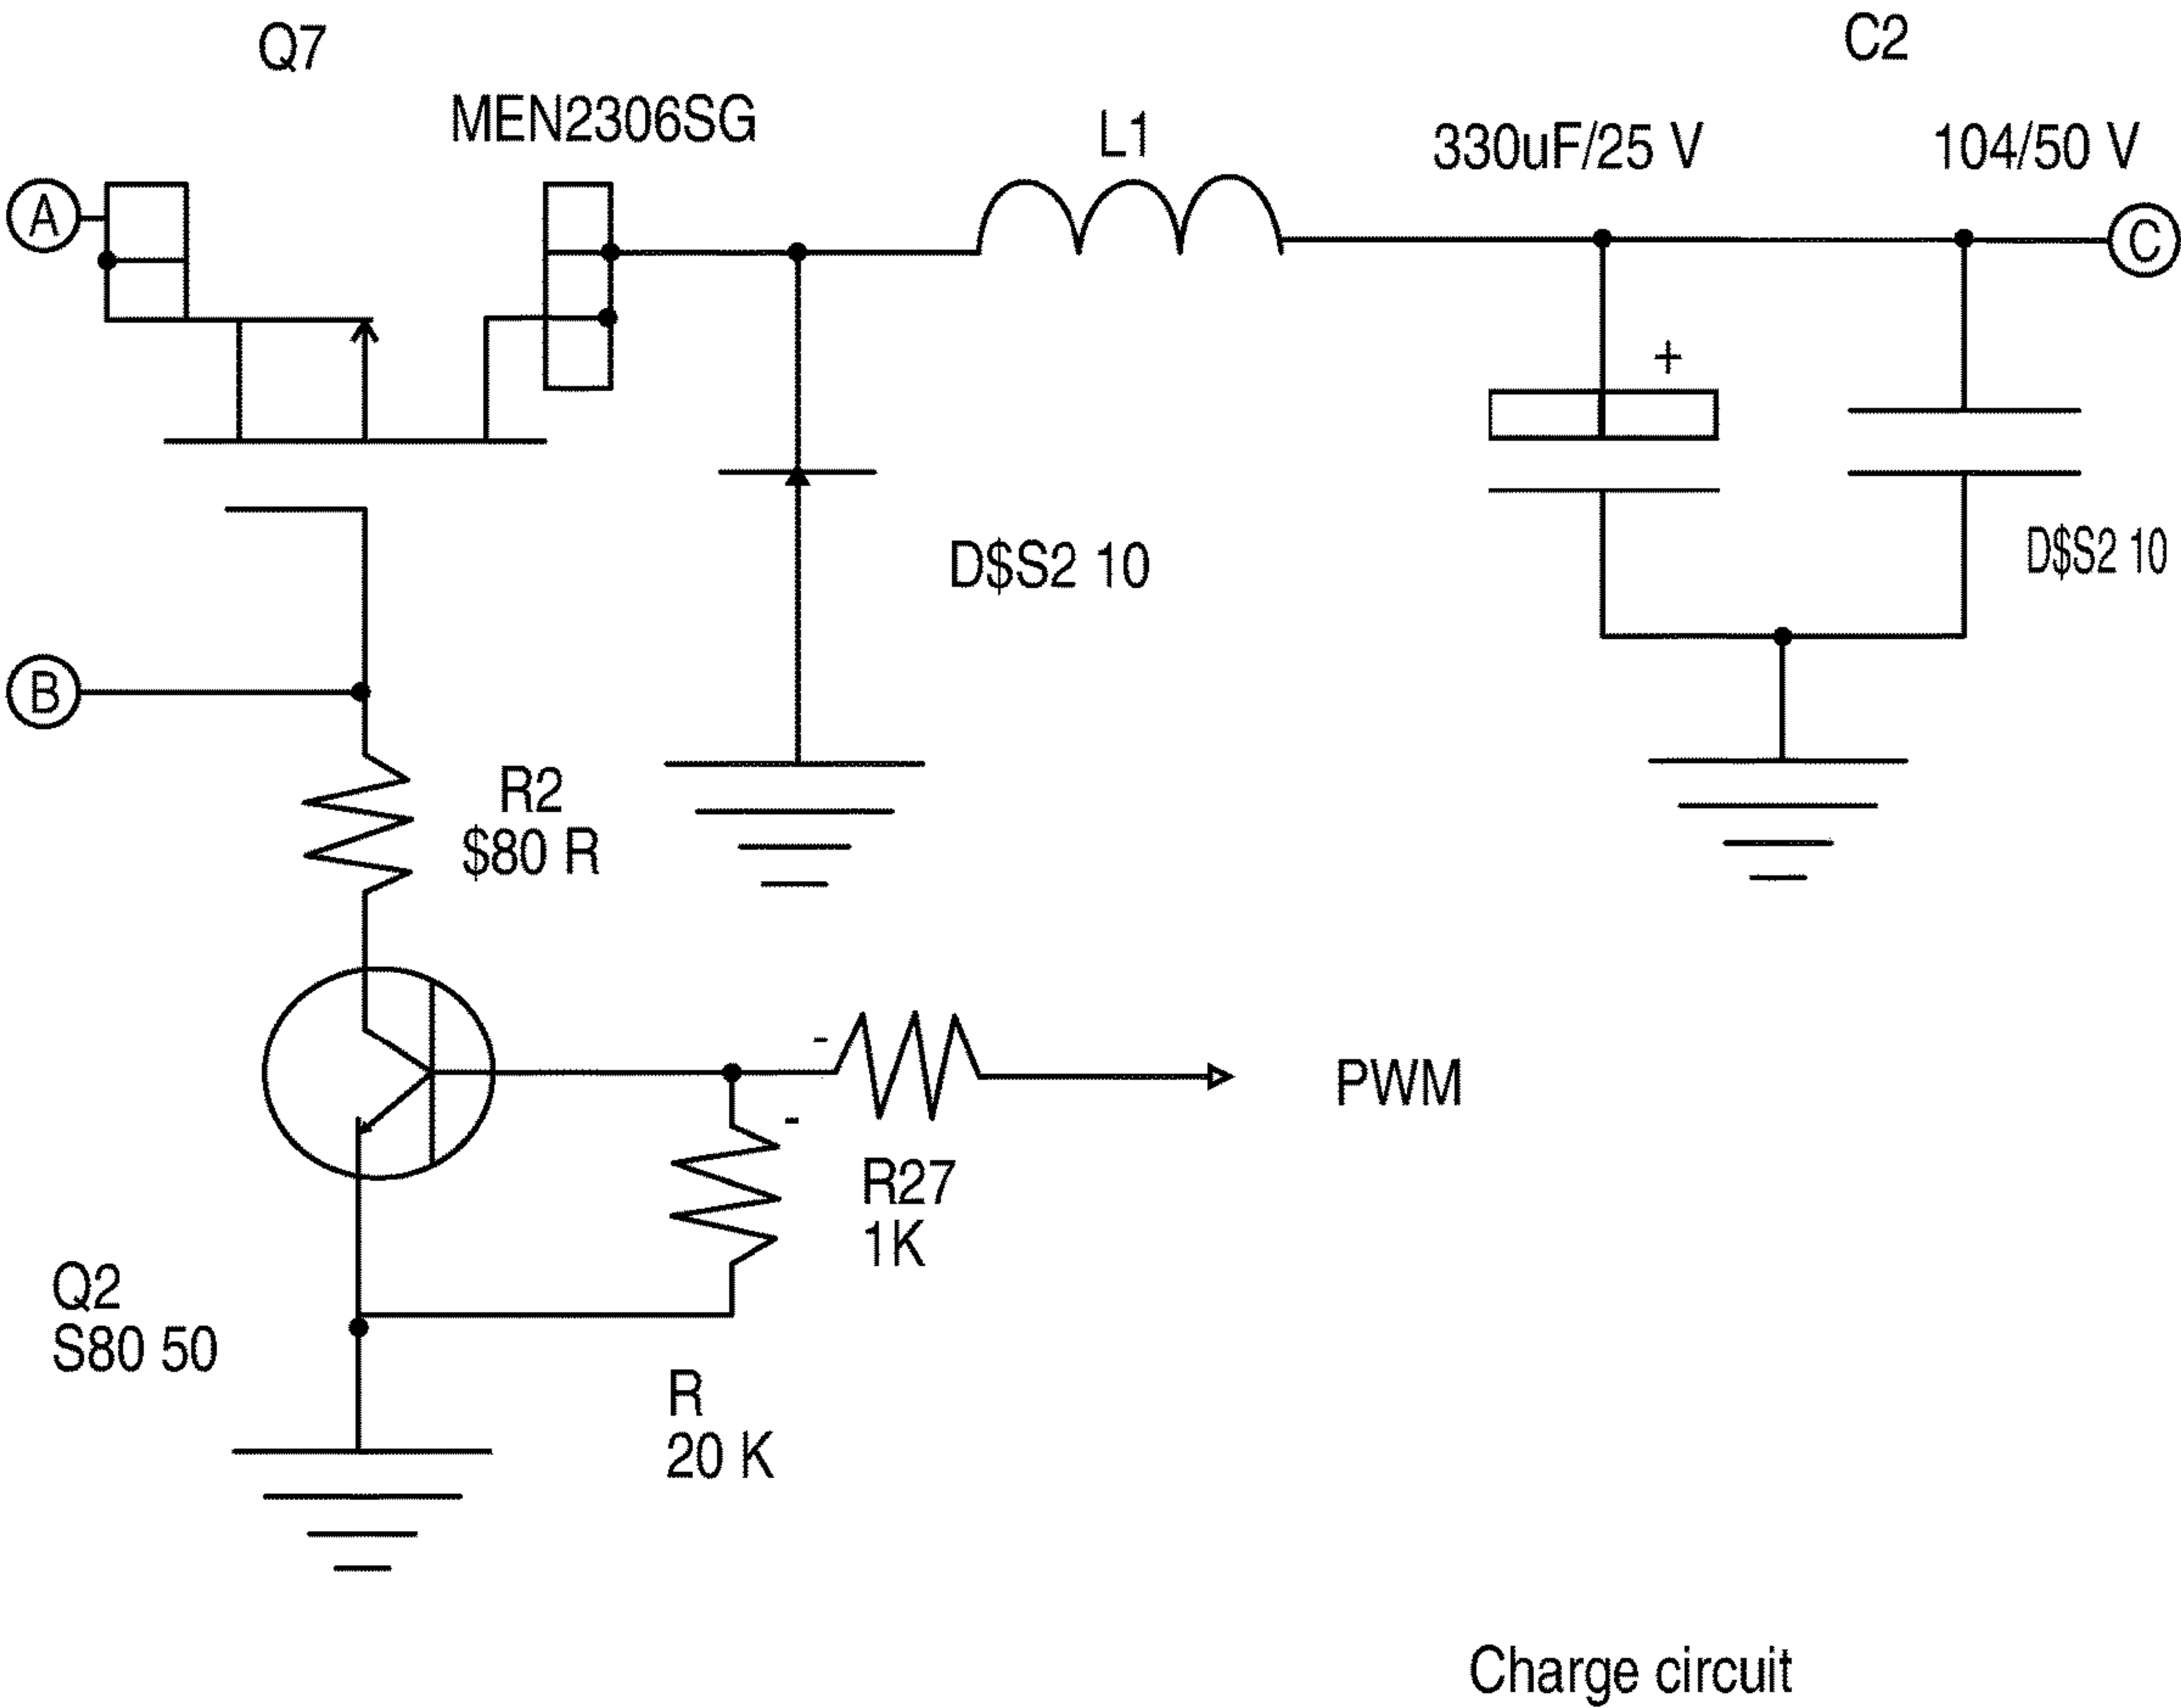 Q7
C2
MEN2306SG
L1
330uF/25 V
104/50 V
A
C
+
D$S2 10
D$S2 10
B
R2
$80 R
-
PWM
-
R27
1K
Q2
S80 50
R
20 K
Charge circuit